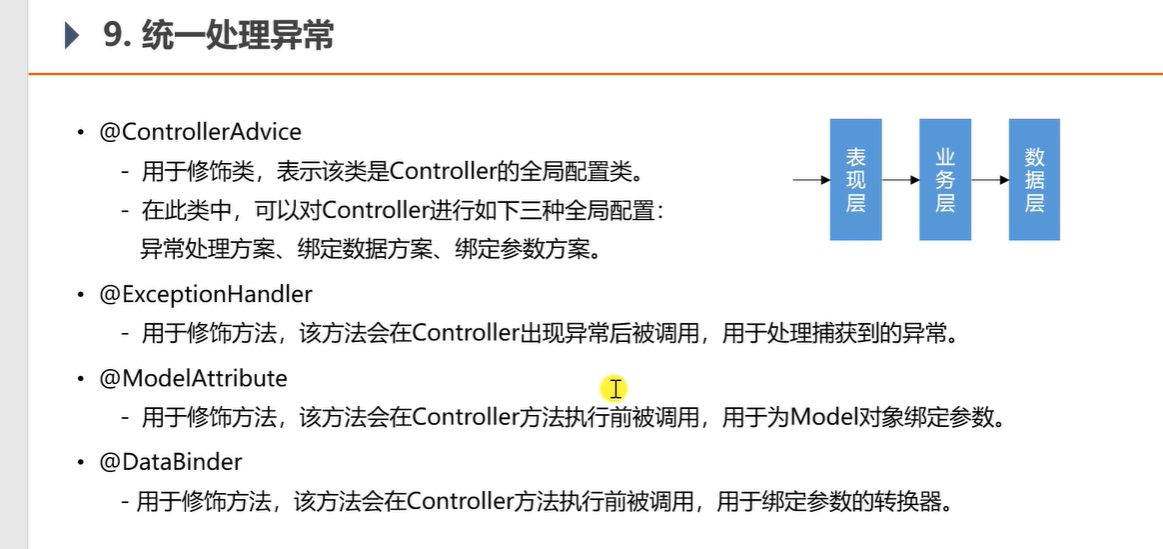 9. 统一处理异常
• @ControllerAdvice
- 用于修饰类，表示该类是Controller的全局配置类。
- 在此类中，可以对Controller进行如下三种全局配置：
异常处理方案、绑定数据方案、绑定参数方案。
• @ExceptionHandler
- 用于修饰方法，该方法会在Controller出现异常后被调用，用于处理捕获到的异常。
• @ModelAttribute
- 用于修饰方法，该方法会在Controller方法执行前被调用，用于为Model对象绑定参数。
• @DataBinder
- 用于修饰方法，该方法会在Controller方法执行前被调用，用于绑定参数的转换器。
表现层
业务层
数据层